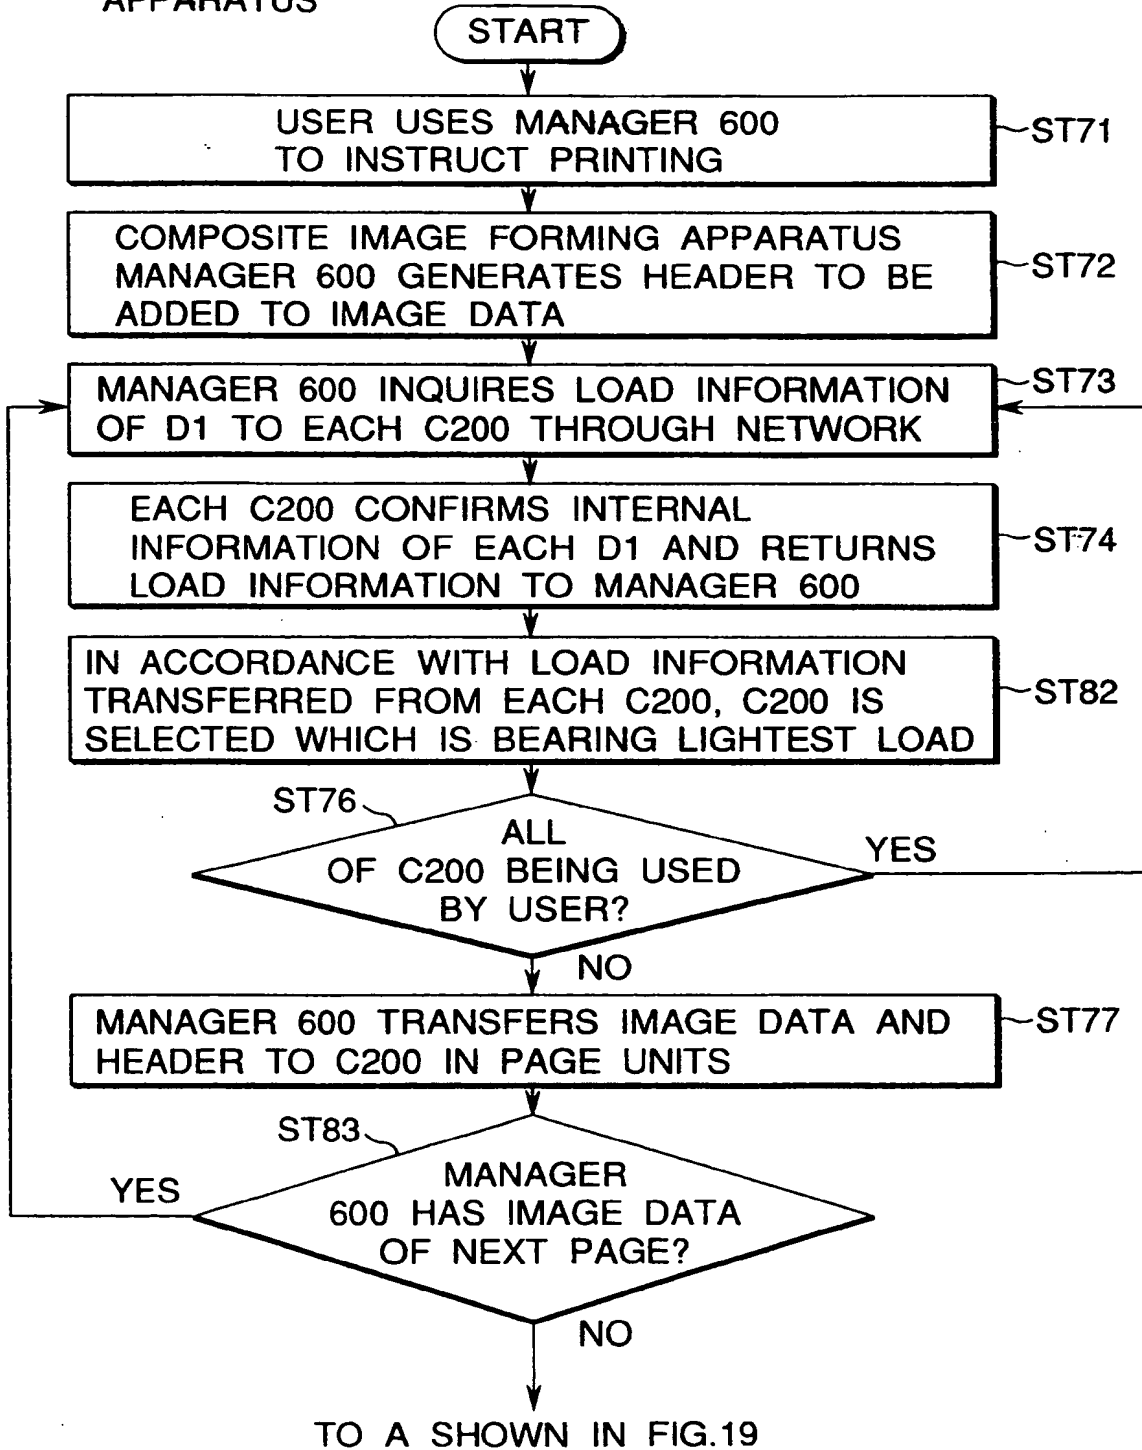 APPARATUS
START
USER USES MANAGER 600
TO INSTRUCT PRINTING
ST71
COMPOSITE IMAGE FORMING APPARATUS
MANAGER 600 GENERATES HEADER TO BE
ADDED TO IMAGE DATA
ST72
MANAGER 600 INQUIRES LOAD INFORMATION
OF D1 TO EACH C200 THROUGH NETWORK
ST73
EACH C200 CONFIRMS INTERNAL
INFORMATION OF EACH D1 AND RETURNS
LOAD INFORMATION TO MANAGER 600
ST74
IN ACCORDANCE WITH LOAD INFORMATION
TRANSFERRED FROM EACH C200, C200 IS
SELECTED WHICH IS BEARING LIGHTEST LOAD
ST82
ST76
ALL
OF C200 BEING USED
BY USER?
YES
NO
MANAGER 600 TRANSFERS IMAGE DATA AND
HEADER TO C200 IN PAGE UNITS
ST77
ST83
MANAGER
600 HAS IMAGE DATA
OF NEXT PAGE?
YES
NO
TO A SHOWN IN FIG.19